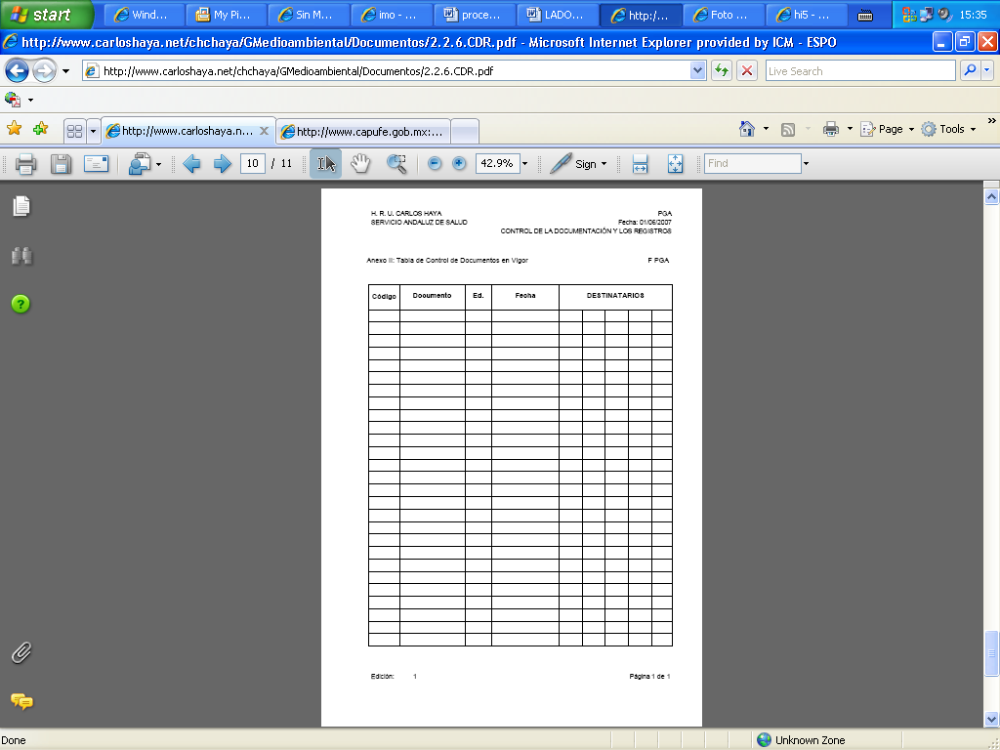 start
Wind...
My Pi...
Sin M...
imo - ...
proce...
LADO...
http:/...
Foto ...
hi5 - ...
15:35
http://www.carloshaya.net/chchaya/GMedioambiental/Documentos/2.2.6.CDR.pdf - Microsoft Internet Explorer provided by ICM - ESPO
http://www.carloshaya.net/chchaya/GMedioambiental/Documentos/2.2.6.CDR.pdf
Live Search
http://www.carloshaya.n...
http://www.capufe.gob.mx:...
Page
Tools
10 / 11
42.9%
Sign
Find
H. R. U. CARLOS HAYA
PGA
SERVICIO ANDALUZ DE SALUD
Fecha: 01/06/2007
CONTROL DE LA DOCUMENTACIÓN Y LOS REGISTROS
Anexo II: Tabla de Control de Documentos en Vigor
F PGA
Código Documento Ed. Fecha DESTINATARIOS
Edición: 1
Página 1 de 1
Done
Unknown Zone